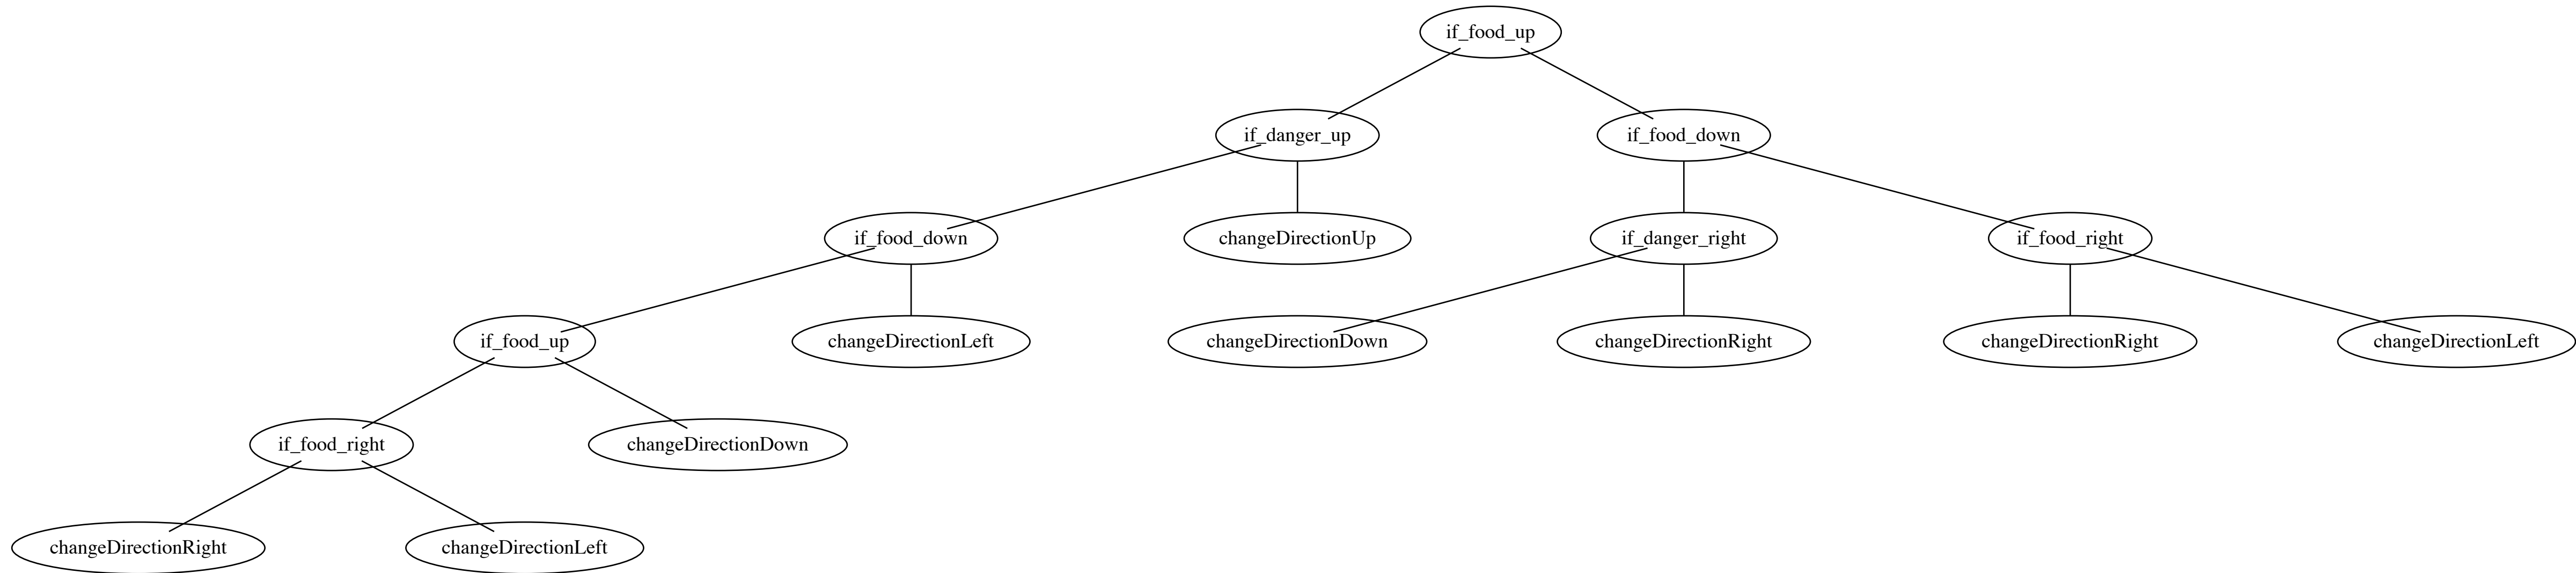 if_food_up
if_danger_up
if_food_down
if_food_down
changeDirectionUp
if_danger_right
if_food_right
if_food_up
changeDirectionLeft
changeDirectionDown
changeDirectionRight
changeDirectionRight
changeDirectionLeft
if_food_right
changeDirectionDown
changeDirectionRight
changeDirectionLeft